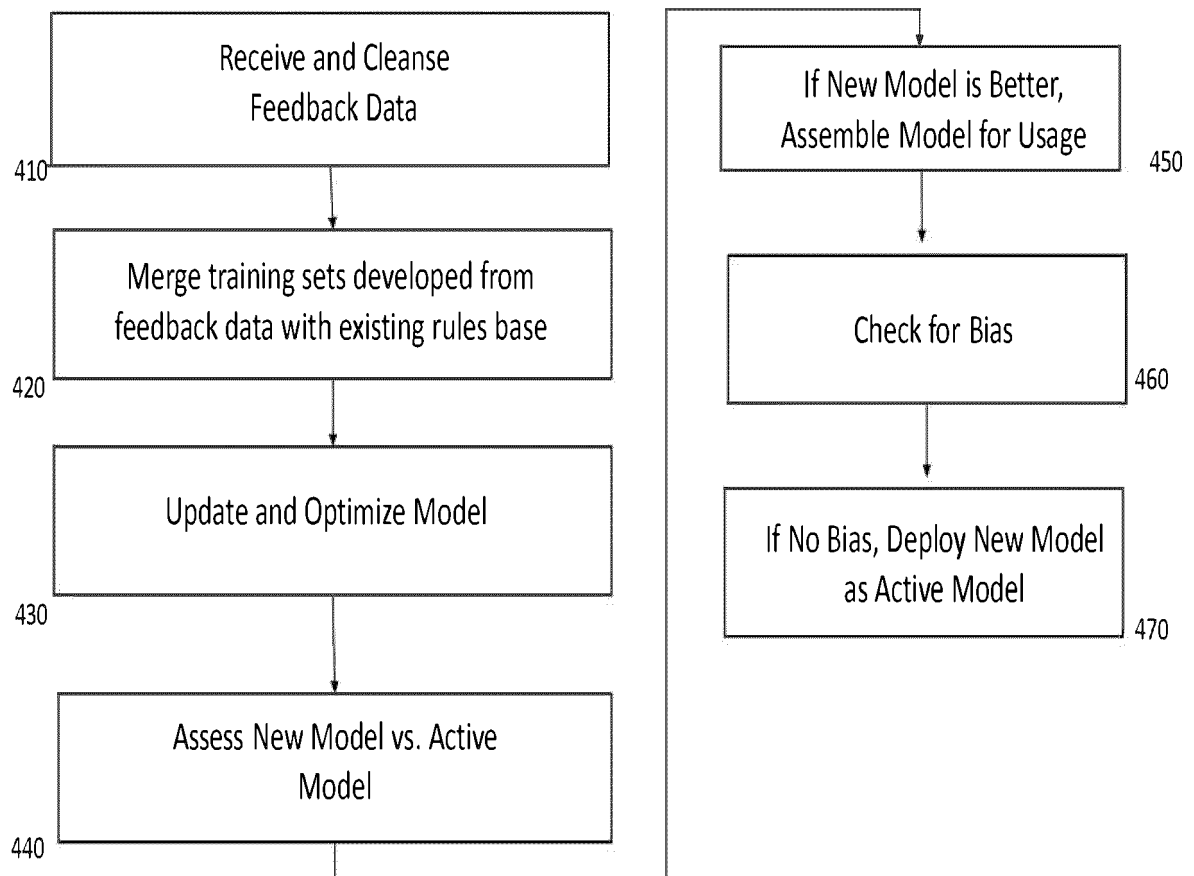 Receive and Cleanse
Feedback Data
410
Merge training sets developed from
feedback data with existing rules base
420
Update and Optimize Model
430
Assess New Model vs. Active
Model
440
If New Model is Better,
Assemble Model for Usage
450
Check for Bias
460
If No Bias, Deploy New Model
as Active Model
470